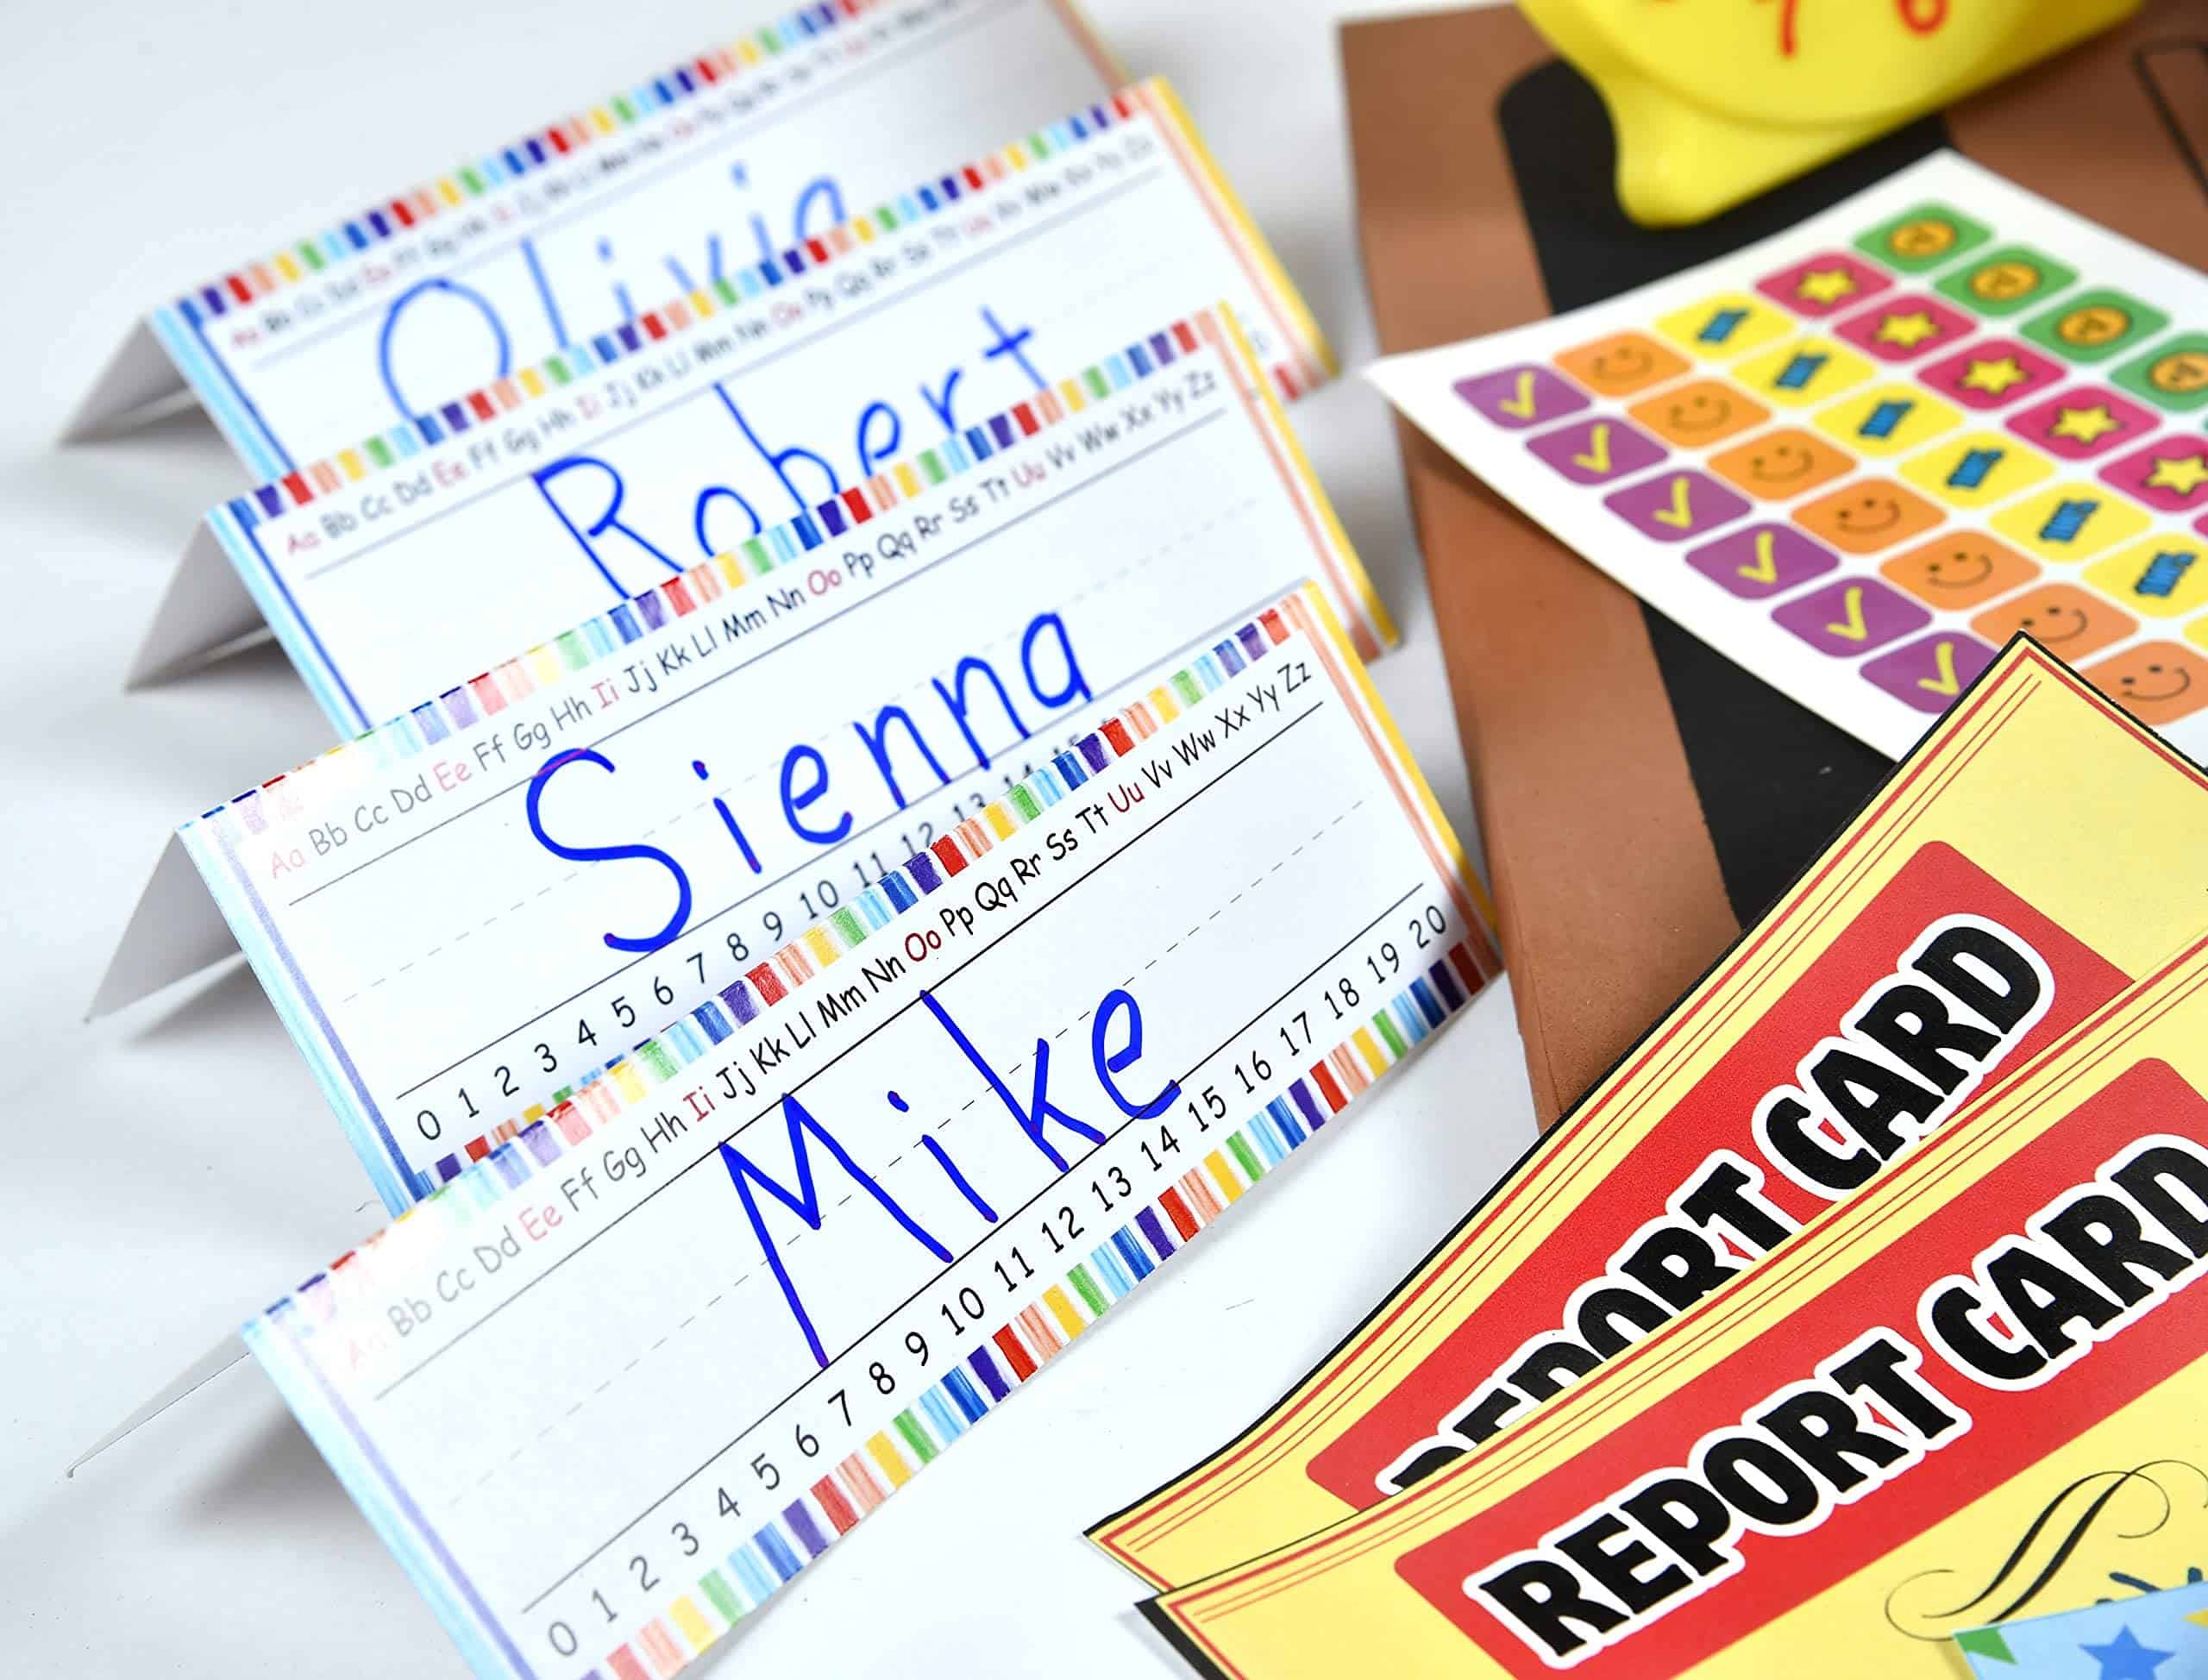 Olivia
Aa Bb Cc Dd Ee Ff Gg Hh Ii Jj Kk Ll Mm Nn Oo Pp Qq Rr Ss Tt Uu Vv Ww Xx Yy Zz
Robert
Aa Bb Cc Dd Ee Ff Gg Hh Ii Jj Kk Ll Mm Nn Oo Pp Qq Rr Ss Tt Uu Vv Ww Xx Yy Zz
Sienna
0 1 2 3 4 5 6 7 8 9 10 11 12 13 14 15
Aa Bb Cc Dd Ee Ff Gg Hh Ii Jj Kk Ll Mm Nn Oo Pp Qq Rr Ss Tt Uu Vv Ww Xx Yy Zz
Mike
0 1 2 3 4 5 6 7 8 9 10 11 12 13 14 15 16 17 18 19 20
7 6
REPORT CARD
REPORT CARD